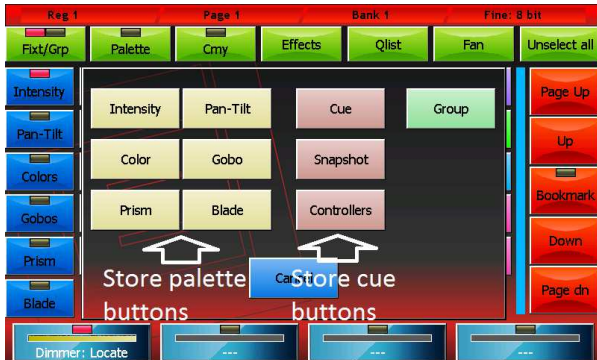 Reg 1 Page 1 Bank 1 Fine: 8 bit
Fixt/Grp Palette Cmy Effects Qlist Fan Unselect all
Intensity
Pan-Tilt
Colors
Gobos
Prism
Blade
Intensity Pan-Tilt Cue Group
Color Gobo Snapshot
Prism Blade Controllers
Store palette
buttons
Store cue
buttons
Page Up
Up
Bookmark
Down
Page dn
Dimmer: Locate --- --- ---